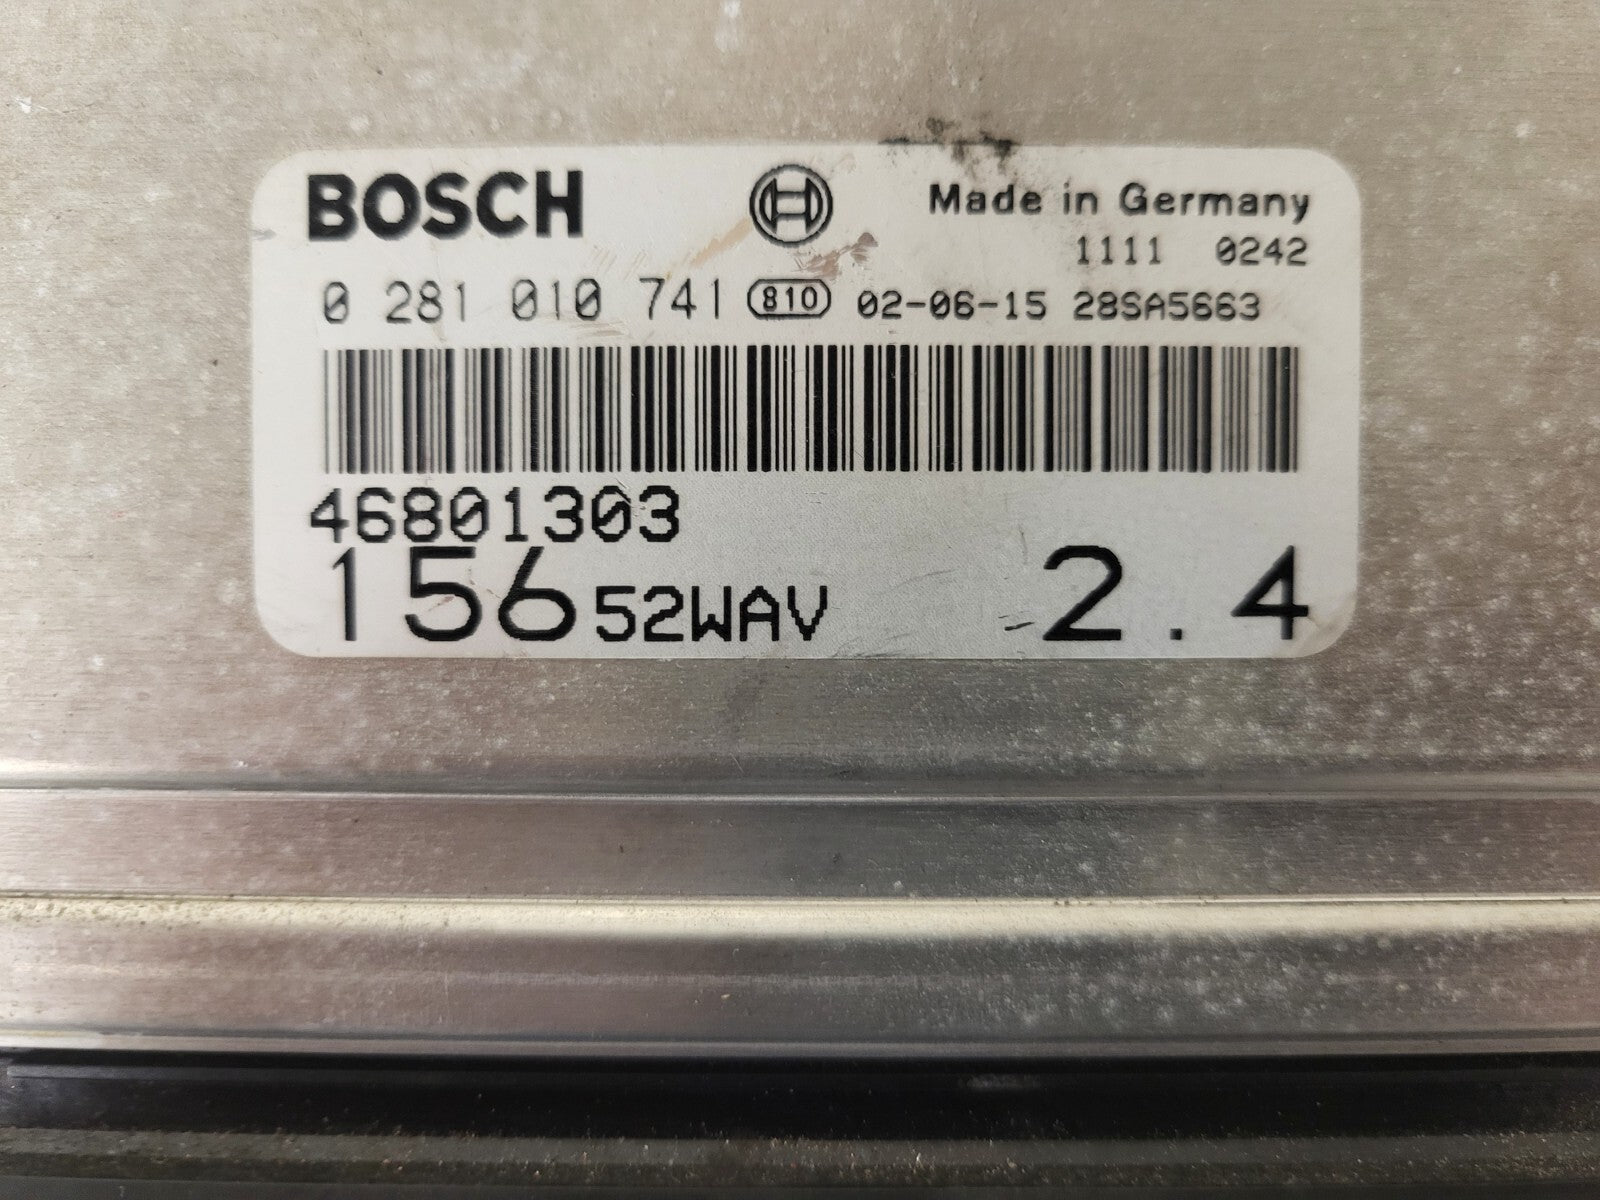 BOSCH Made in Germany
1111 0242
0 281 010 741 810 02-06-15 28SA5663
46801303
156 52WAV 2.4